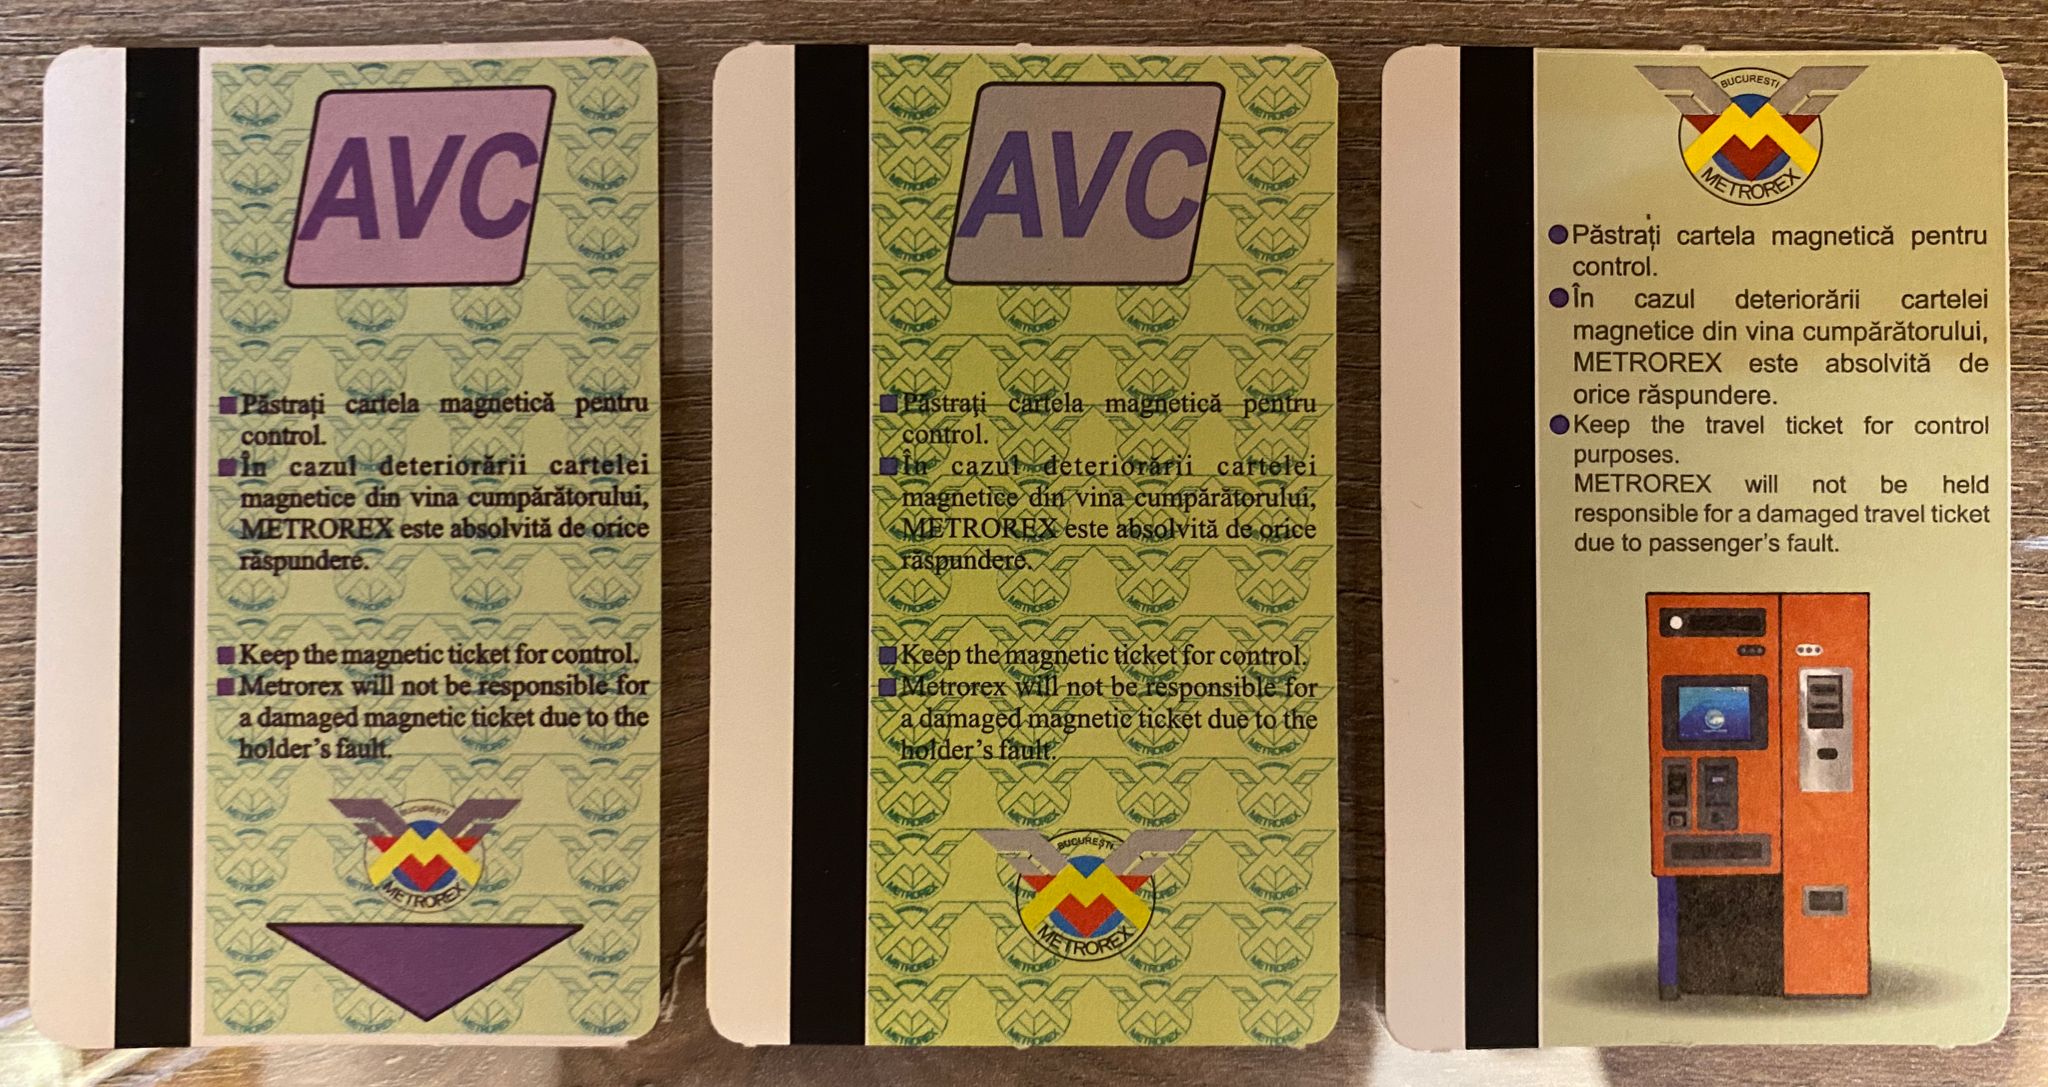 AVC
Păstrați cartela magnetică pentru
control.
În cazul deteriorării cartelei
magnetice din vina cumpărătorului,
METROREX este absolvită de orice
răspundere.
Keep the magnetic ticket for control.
Metrorex will not be responsible for
a damaged magnetic ticket due to the
holder's fault.
BUCUREȘTI
METROREX
AVC
Păstrați cartela magnetică pentru
control.
În cazul deteriorării cartelei
magnetice din vina cumpărătorului,
METROREX este absolvită de orice
răspundere.
Keep the magnetic ticket for control.
Metrorex will not be responsible for
a damaged magnetic ticket due to the
holder's fault.
BUCUREȘTI
METROREX
BUCUREȘTI
METROREX
Păstrați cartela magnetică pentru
control.
În cazul deteriorării cartelei
magnetice din vina cumpărătorului,
METROREX este absolvită de
orice răspundere.
Keep the travel ticket for control
purposes.
METROREX will not be held
responsible for a damaged travel ticket
due to passenger's fault.